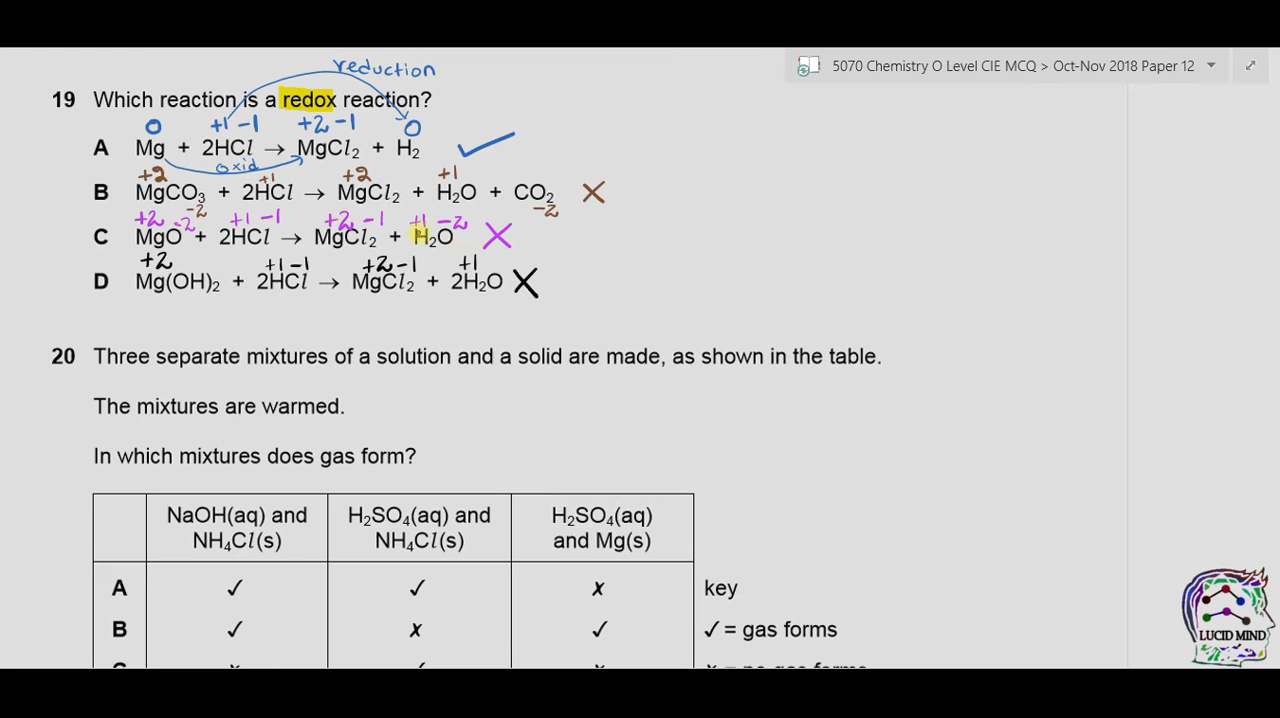 5070 Chemistry O Level CIE MCQ > Oct-Nov 2018 Paper 12
reduction
19 Which reaction is a redox reaction?
0 +1 -1 +2 -1 0
A Mg + 2HCl → MgCl₂ + H₂ ✓
oxid
+2 +1 +2 +1
B MgCO₃ + 2HCl → MgCl₂ + H₂O + CO₂ ✗
-2 -2
+2 -2 +1 -1 +2 -1 +1 -2
C MgO + 2HCl → MgCl₂ + H₂O ✗
+2 +1 -1 +2 -1 +1
D Mg(OH)₂ + 2HCl → MgCl₂ + 2H₂O ✗
20 Three separate mixtures of a solution and a solid are made, as shown in the table.
The mixtures are warmed.
In which mixtures does gas form?
NaOH(aq) and NH₄Cl(s) H₂SO₄(aq) and NH₄Cl(s) H₂SO₄(aq) and Mg(s)
A ✓ ✓ ✗ key
B ✓ ✗ ✓ ✓ = gas forms
LUCID MIND